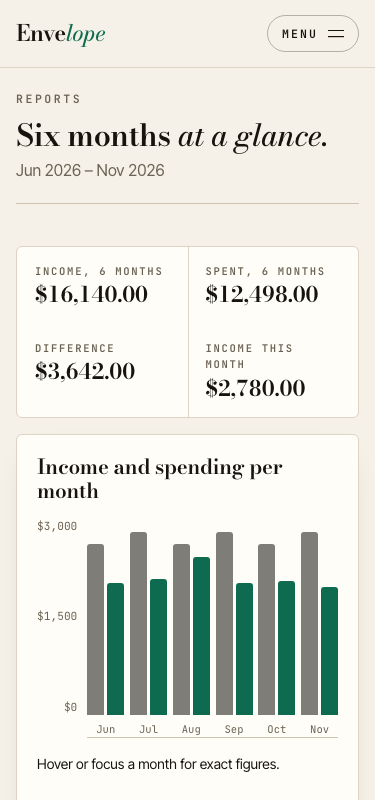 Envelope
MENU
REPORTS
Six months at a glance.
Jun 2026 – Nov 2026
INCOME, 6 MONTHS
$16,140.00
SPENT, 6 MONTHS
$12,498.00
DIFFERENCE
$3,642.00
INCOME THIS
MONTH
$2,780.00
Income and spending per
month
$3,000
$1,500
$0
Jun Jul Aug Sep Oct Nov
Hover or focus a month for exact figures.